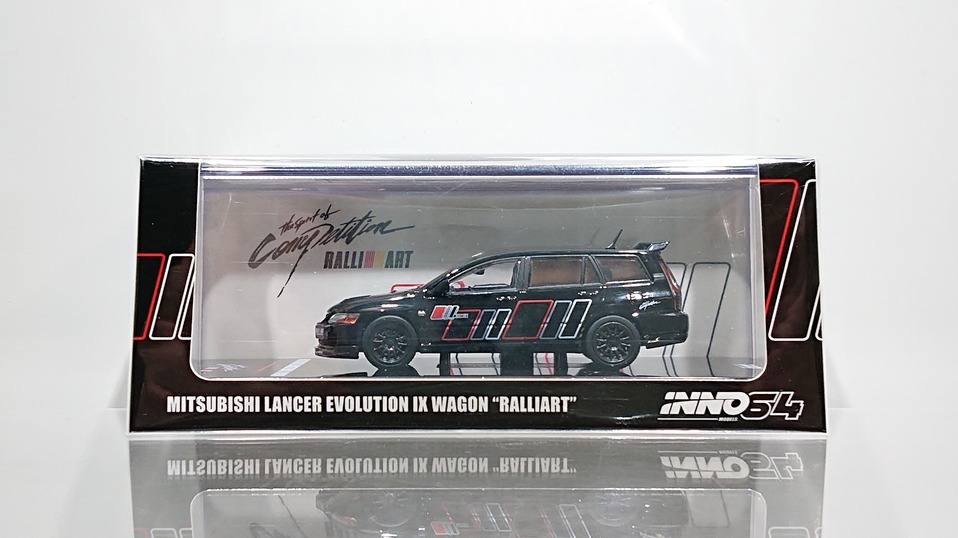 the Spirit of
Competition
RALLIART
MITSUBISHI LANCER EVOLUTION IX WAGON “RALLIART”
INNO64
MODELS